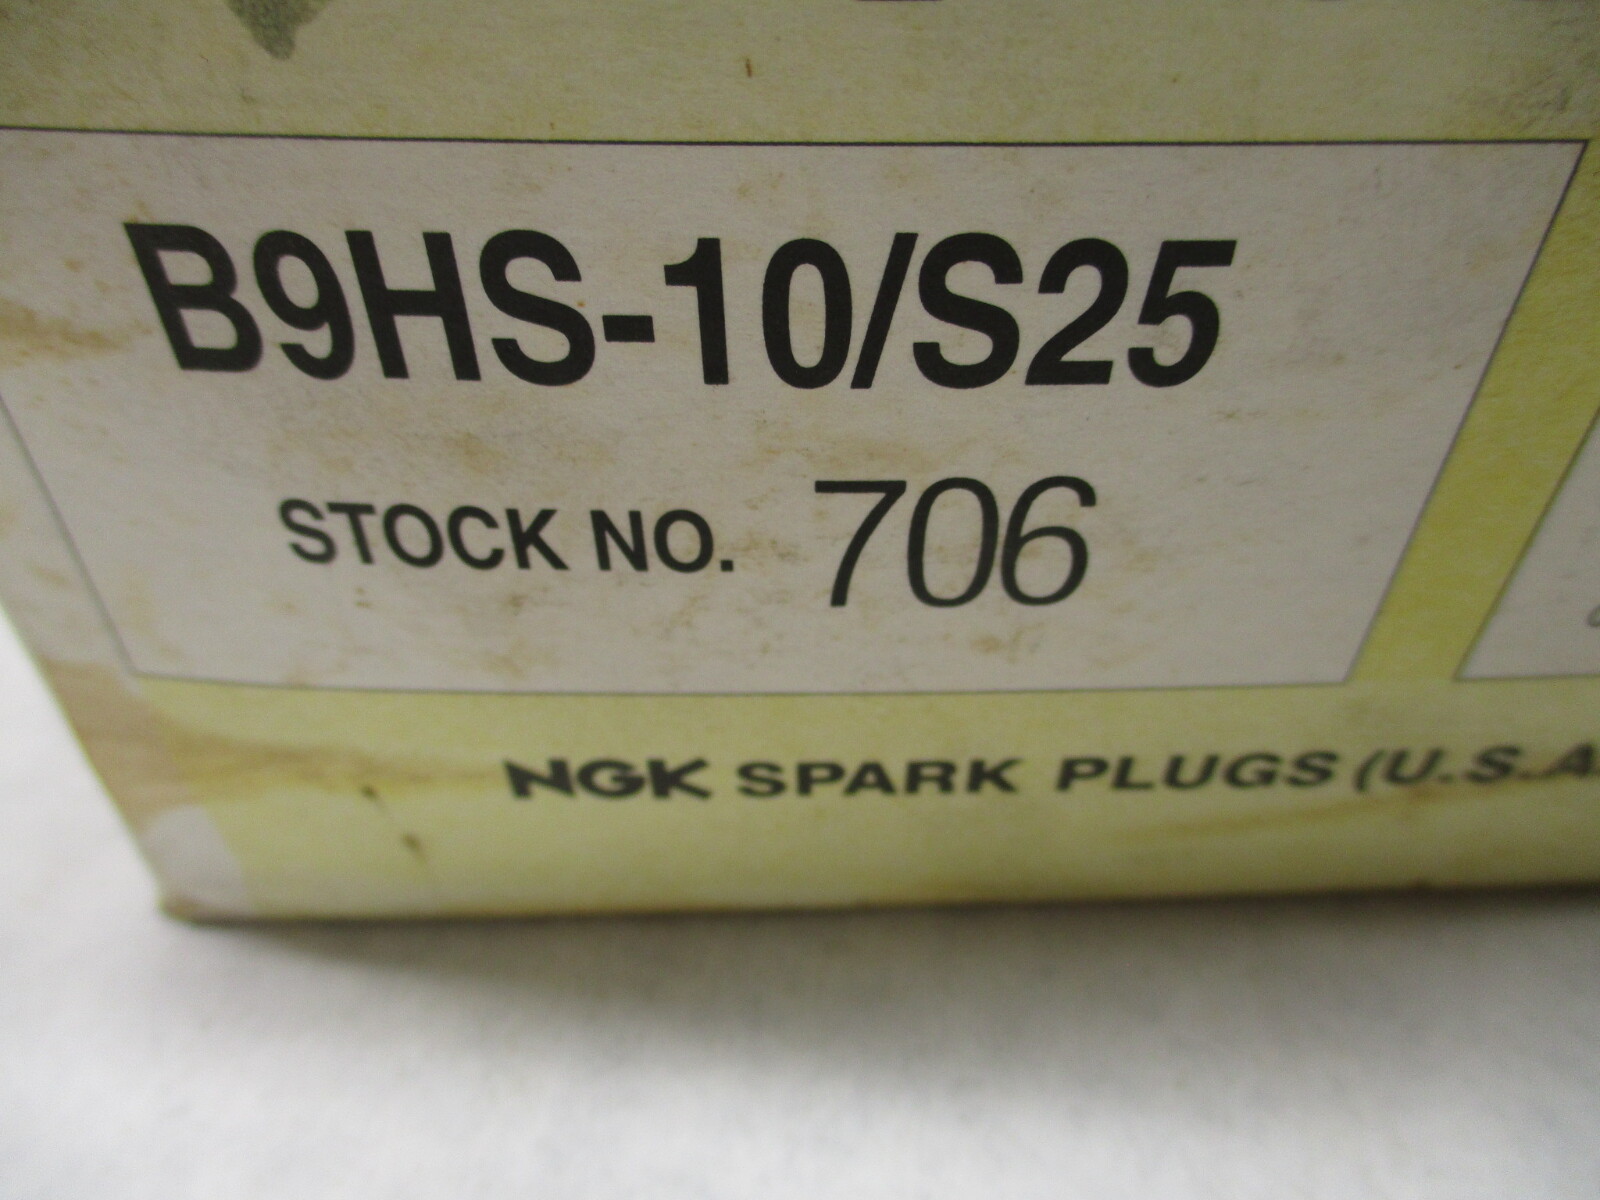 B9HS-10/S25
STOCK NO. 706
NGK SPARK PLUGS (U.S.A.